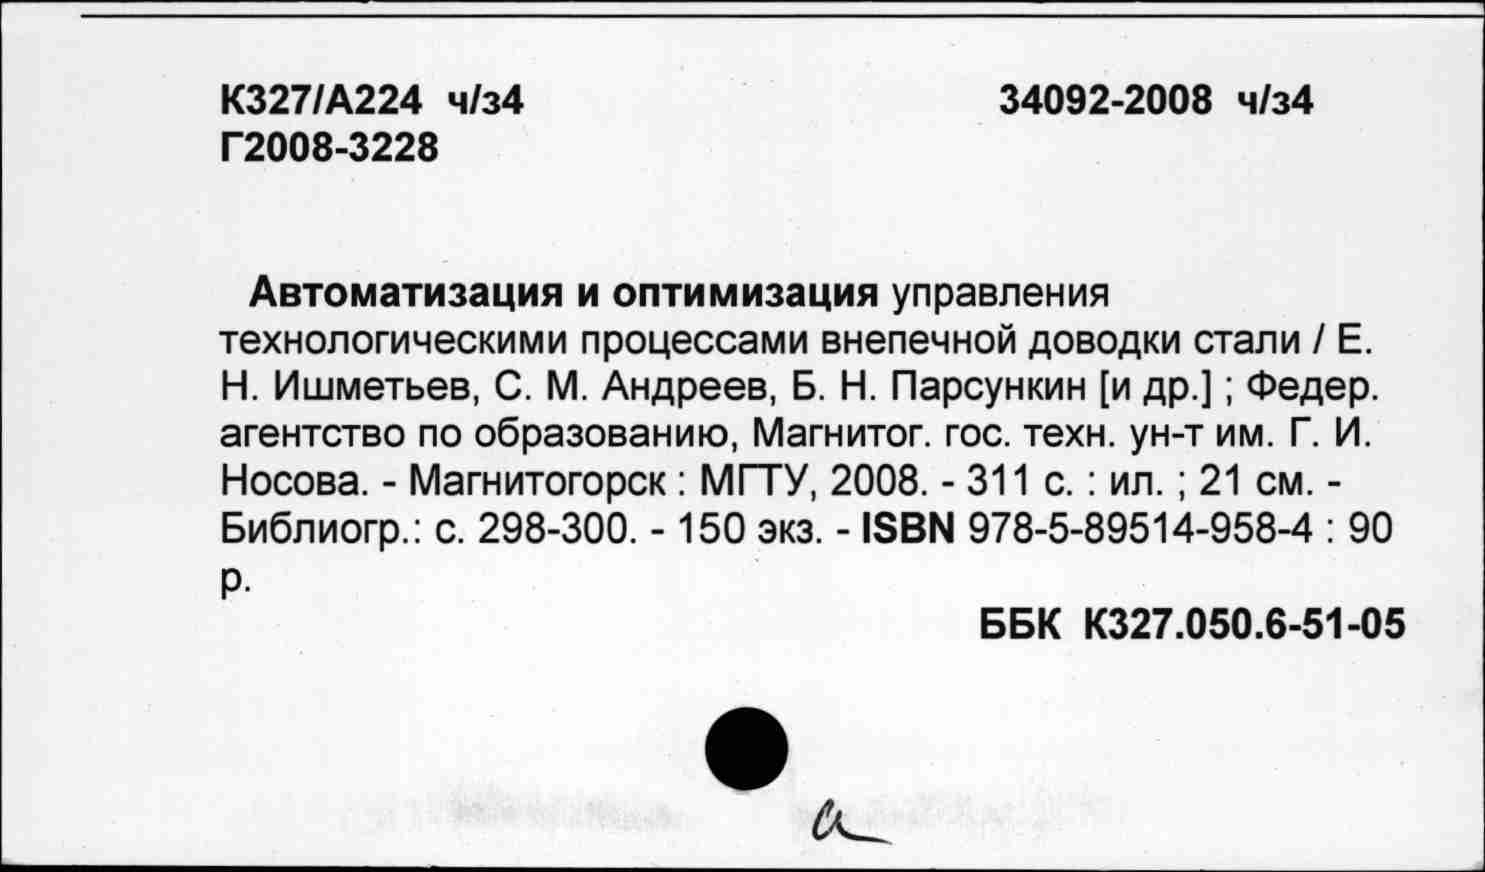 К327/А224 ч/з4 34092-2008 ч/з4
Г2008-3228
Автоматизация и оптимизация управления
технологическими процессами внепечной доводки стали / Е.
Н. Ишметьев, С. М. Андреев, Б. Н. Парсункин [и др.] ; Федер.
агентство по образованию, Магнитог. гос. техн. ун-т им. Г. И.
Носова. - Магнитогорск : МГТУ, 2008. - 311 с. : ил. ; 21 см. -
Библиогр.: с. 298-300. - 150 экз. - ISBN 978-5-89514-958-4 : 90
р.
ББК К327.050.6-51-05